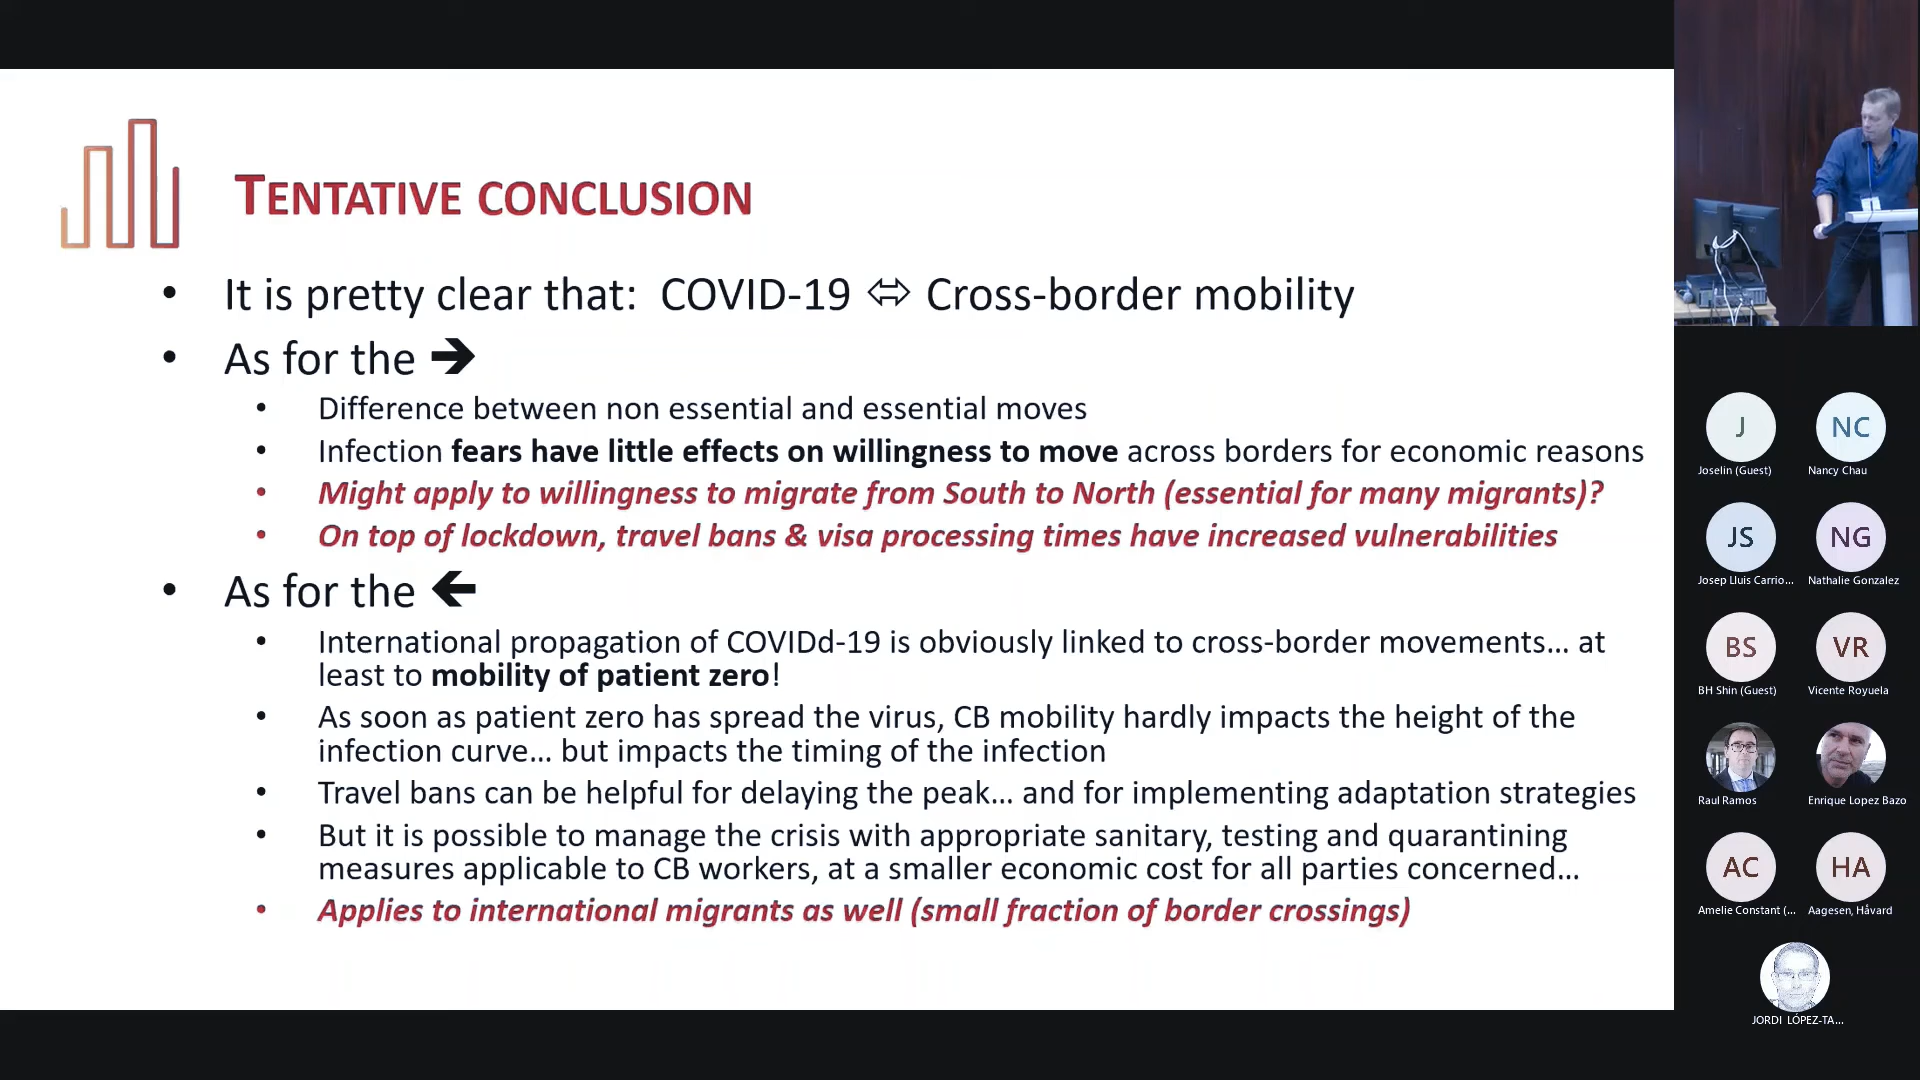 TENTATIVE CONCLUSION
• It is pretty clear that: COVID-19 ⬄ Cross-border mobility
• As for the 🡺
• Difference between non essential and essential moves
• Infection fears have little effects on willingness to move across borders for economic reasons
• Might apply to willingness to migrate from South to North (essential for many migrants)?
• On top of lockdown, travel bans & visa processing times have increased vulnerabilities
• As for the 🡸
• International propagation of COVIDd-19 is obviously linked to cross-border movements... at
least to mobility of patient zero!
• As soon as patient zero has spread the virus, CB mobility hardly impacts the height of the
infection curve... but impacts the timing of the infection
• Travel bans can be helpful for delaying the peak... and for implementing adaptation strategies
• But it is possible to manage the crisis with appropriate sanitary, testing and quarantining
measures applicable to CB workers, at a smaller economic cost for all parties concerned...
• Applies to international migrants as well (small fraction of border crossings)
J NC
Joselin (Guest) Nancy Chau
JS NG
Josep Lluis Carrio... Nathalie Gonzalez
BS VR
BH Shin (Guest) Vicente Royuela
Raul Ramos Enrique Lopez Bazo
AC HA
Amelie Constant (... Aagesen, Håvard
JORDI LÓPEZ-TA...